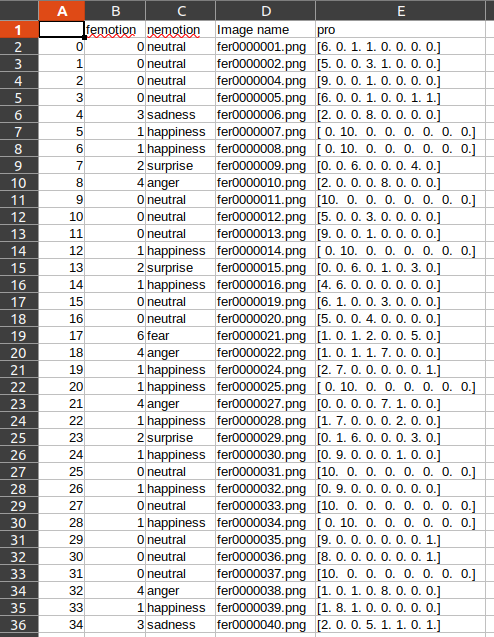 A B C D E
1 femotion nemotion Image name pro
2 0 0 neutral fer0000001.png [6. 0. 1. 1. 0. 0. 0. 0.]
3 1 0 neutral fer0000002.png [5. 0. 0. 3. 1. 0. 0. 0.]
4 2 0 neutral fer0000004.png [9. 0. 0. 1. 0. 0. 0. 0.]
5 3 0 neutral fer0000005.png [6. 0. 0. 1. 0. 0. 1. 1.]
6 4 3 sadness fer0000006.png [2. 0. 0. 8. 0. 0. 0. 0.]
7 5 1 happiness fer0000007.png [ 0. 10. 0. 0. 0. 0. 0. 0.]
8 6 1 happiness fer0000008.png [ 0. 10. 0. 0. 0. 0. 0. 0.]
9 7 2 surprise fer0000009.png [0. 0. 6. 0. 0. 0. 4. 0.]
10 8 4 anger fer0000010.png [2. 0. 0. 0. 8. 0. 0. 0.]
11 9 0 neutral fer0000011.png [10. 0. 0. 0. 0. 0. 0. 0.]
12 10 0 neutral fer0000012.png [5. 0. 0. 3. 0. 0. 0. 0.]
13 11 0 neutral fer0000013.png [9. 0. 0. 1. 0. 0. 0. 0.]
14 12 1 happiness fer0000014.png [ 0. 10. 0. 0. 0. 0. 0. 0.]
15 13 2 surprise fer0000015.png [0. 0. 6. 0. 1. 0. 3. 0.]
16 14 1 happiness fer0000016.png [4. 6. 0. 0. 0. 0. 0. 0.]
17 15 0 neutral fer0000019.png [6. 1. 0. 0. 3. 0. 0. 0.]
18 16 0 neutral fer0000020.png [5. 0. 0. 4. 0. 0. 0. 0.]
19 17 6 fear fer0000021.png [1. 0. 1. 2. 0. 0. 5. 0.]
20 18 4 anger fer0000022.png [1. 0. 1. 1. 7. 0. 0. 0.]
21 19 1 happiness fer0000024.png [2. 7. 0. 0. 0. 0. 0. 1.]
22 20 1 happiness fer0000025.png [ 0. 10. 0. 0. 0. 0. 0. 0.]
23 21 4 anger fer0000027.png [0. 0. 0. 0. 7. 1. 0. 0.]
24 22 1 happiness fer0000028.png [1. 7. 0. 0. 0. 2. 0. 0.]
25 23 2 surprise fer0000029.png [0. 1. 6. 0. 0. 0. 3. 0.]
26 24 1 happiness fer0000030.png [0. 9. 0. 0. 0. 1. 0. 0.]
27 25 0 neutral fer0000031.png [10. 0. 0. 0. 0. 0. 0. 0.]
28 26 1 happiness fer0000032.png [0. 9. 0. 0. 0. 0. 0. 0.]
29 27 0 neutral fer0000033.png [10. 0. 0. 0. 0. 0. 0. 0.]
30 28 1 happiness fer0000034.png [ 0. 10. 0. 0. 0. 0. 0. 0.]
31 29 0 neutral fer0000035.png [9. 0. 0. 0. 0. 0. 0. 1.]
32 30 0 neutral fer0000036.png [8. 0. 0. 0. 0. 0. 0. 1.]
33 31 0 neutral fer0000037.png [10. 0. 0. 0. 0. 0. 0. 0.]
34 32 4 anger fer0000038.png [1. 0. 1. 0. 8. 0. 0. 0.]
35 33 1 happiness fer0000039.png [1. 8. 1. 0. 0. 0. 0. 0.]
36 34 3 sadness fer0000040.png [2. 0. 0. 5. 1. 1. 0. 1.]